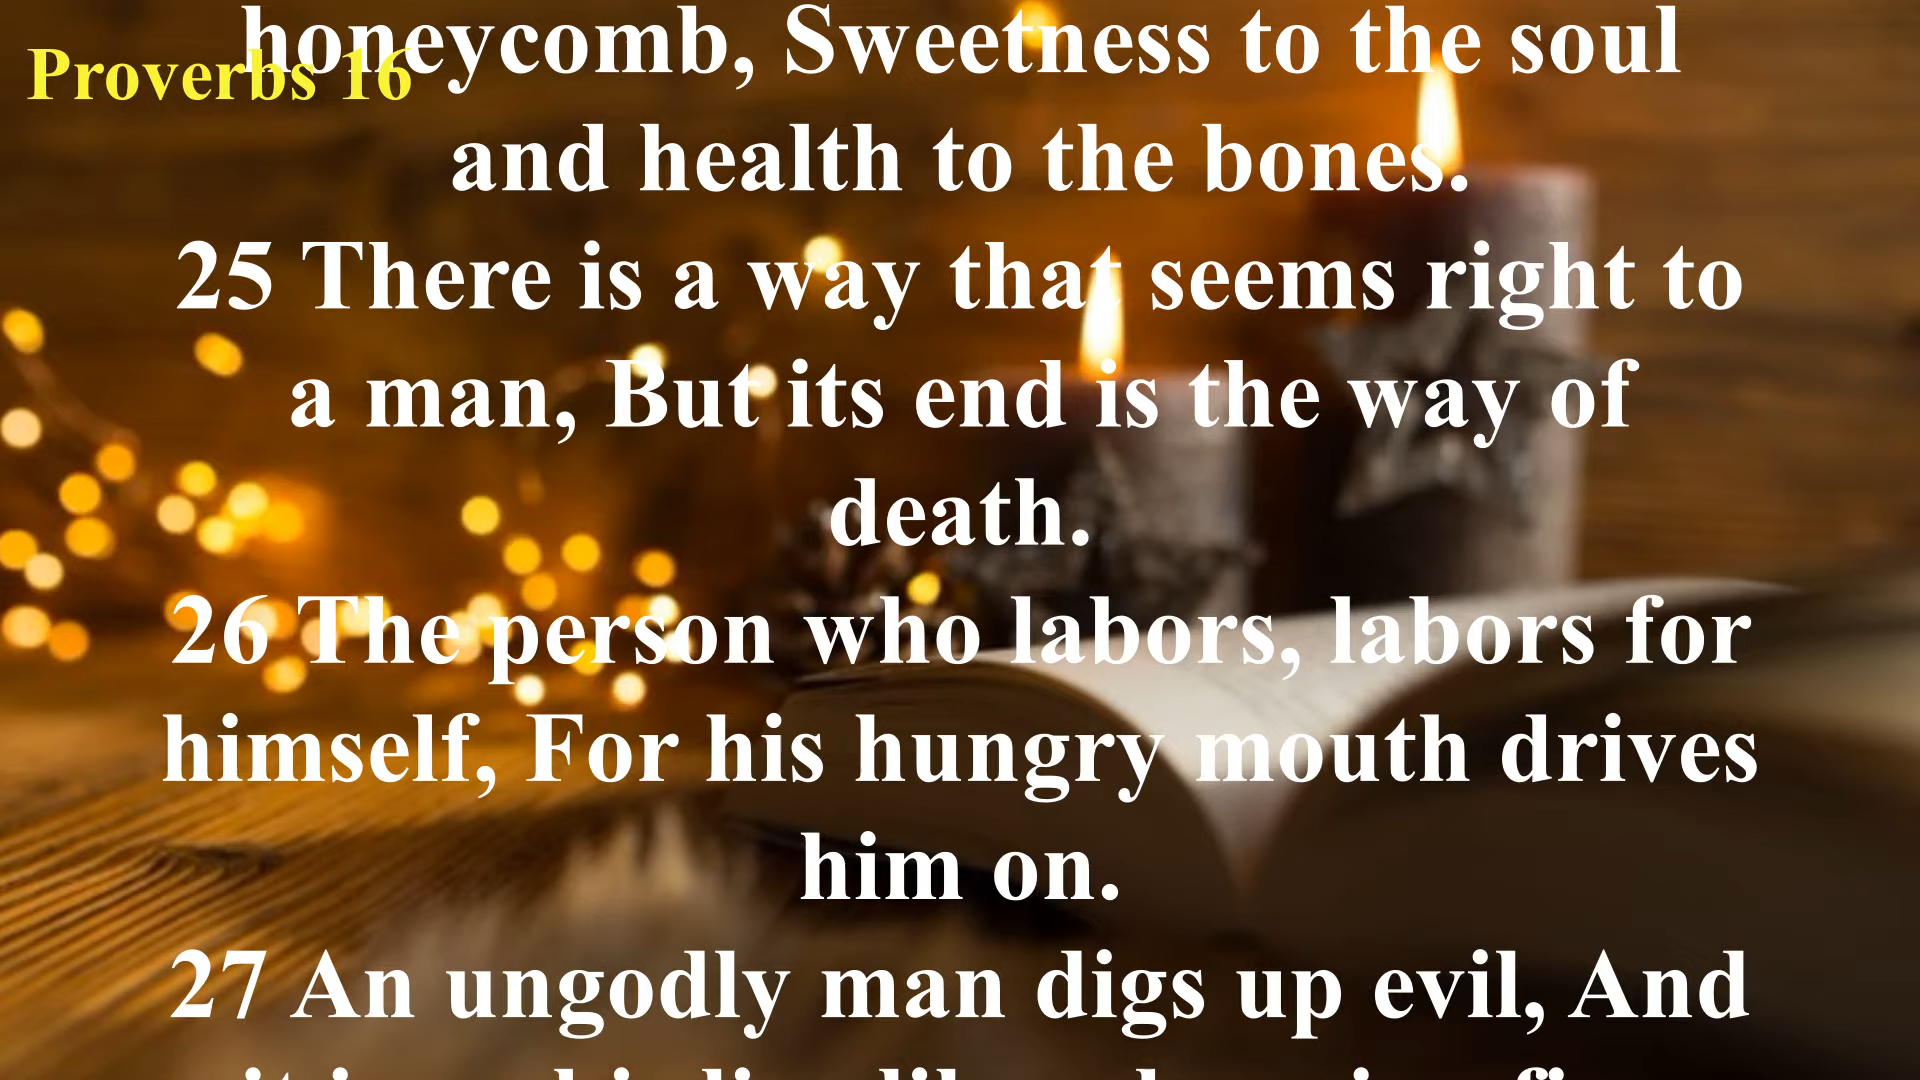 honeycomb, Sweetness to the soul
Proverbs 16
and health to the bones.
25 There is a way that seems right to
a man, But its end is the way of
death.
26 The person who labors, labors for
himself, For his hungry mouth drives
him on.
27 An ungodly man digs up evil, And